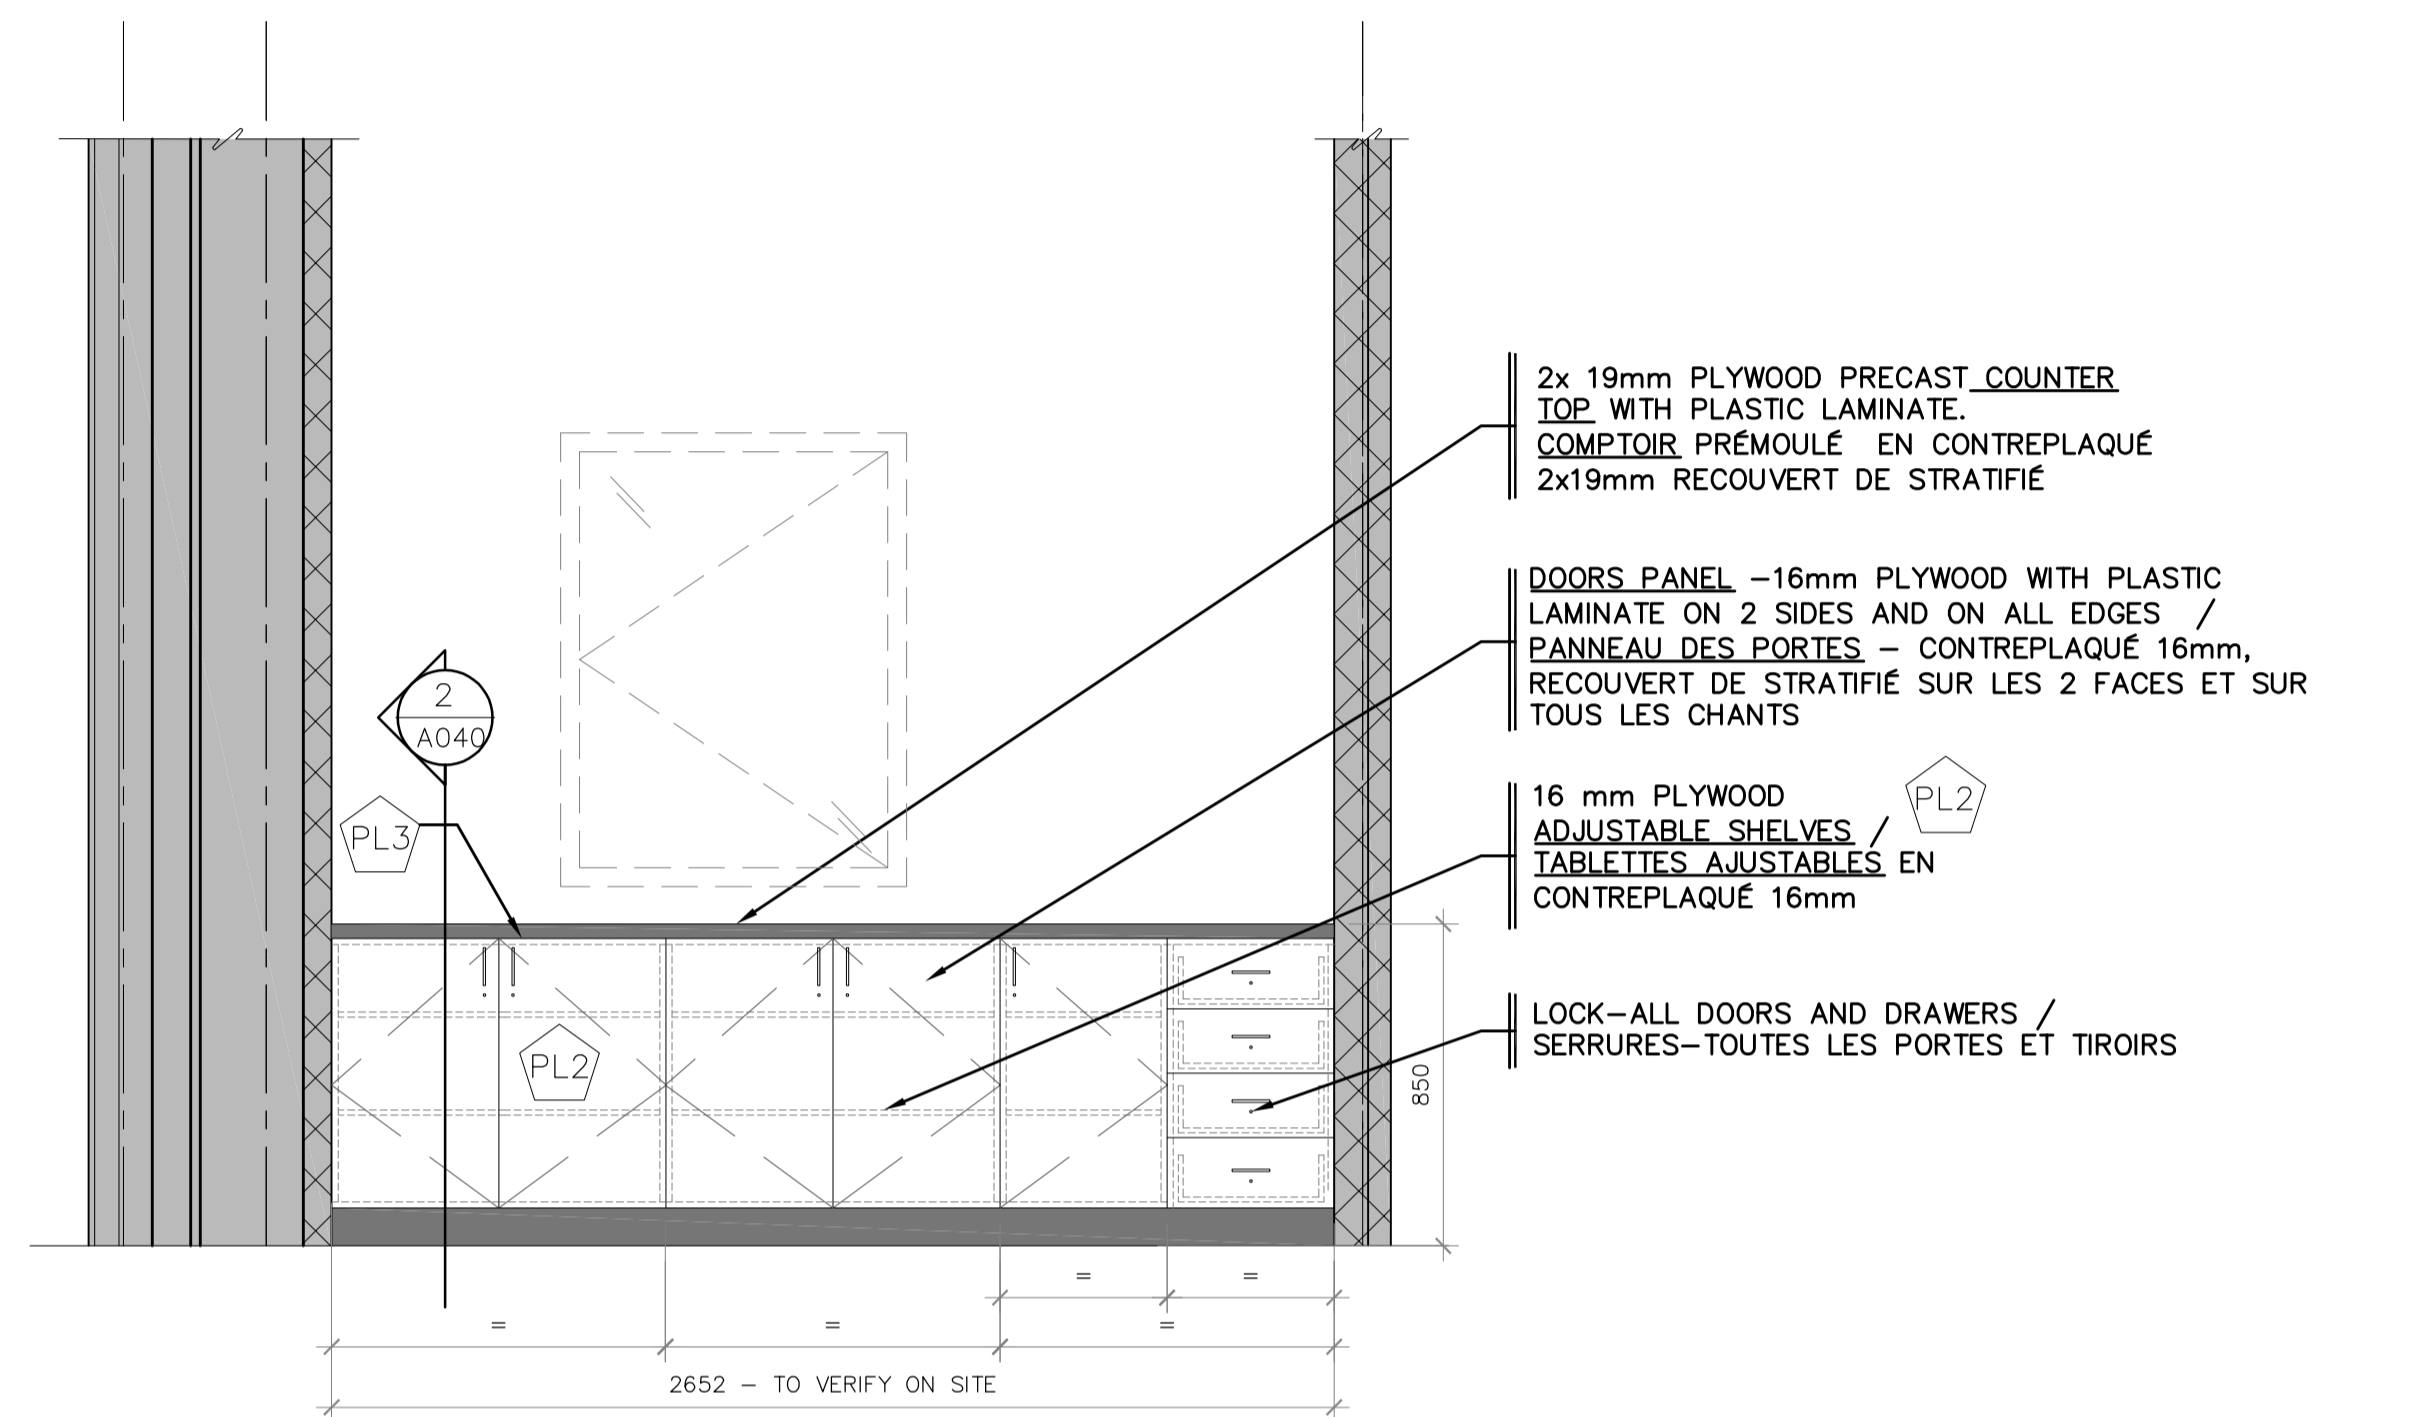 2x 19mm PLYWOOD PRECAST COUNTER
TOP WITH PLASTIC LAMINATE.
COMPTOIR PRÉMOULÉ EN CONTREPLAQUÉ
2x19mm RECOUVERT DE STRATIFIÉ
DOORS PANEL –16mm PLYWOOD WITH PLASTIC
LAMINATE ON 2 SIDES AND ON ALL EDGES /
PANNEAU DES PORTES – CONTREPLAQUÉ 16mm,
RECOUVERT DE STRATIFIÉ SUR LES 2 FACES ET SUR
TOUS LES CHANTS
2
A040
PL3
16 mm PLYWOOD
ADJUSTABLE SHELVES /
TABLETTES AJUSTABLES EN
CONTREPLAQUÉ 16mm
PL2
LOCK–ALL DOORS AND DRAWERS /
SERRURES–TOUTES LES PORTES ET TIROIRS
PL2
850
= =
= = =
2652 – TO VERIFY ON SITE